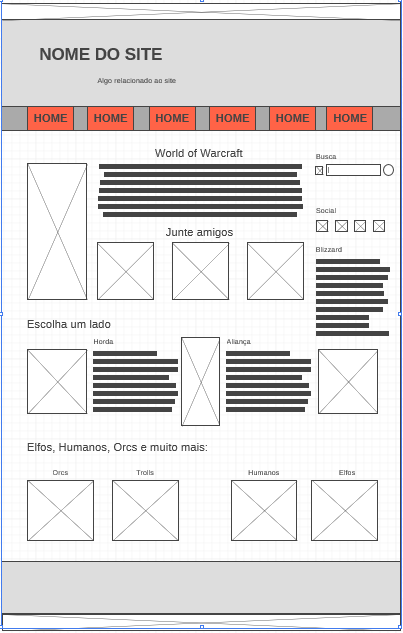 NOME DO SITE
Algo relacionado ao site
HOME HOME HOME HOME HOME HOME
World of Warcraft
Busca
Social
Junte amigos
Blizzard
Escolha um lado
Horda
Aliança
Elfos, Humanos, Orcs e muito mais:
Orcs Trolls Humanos Elfos